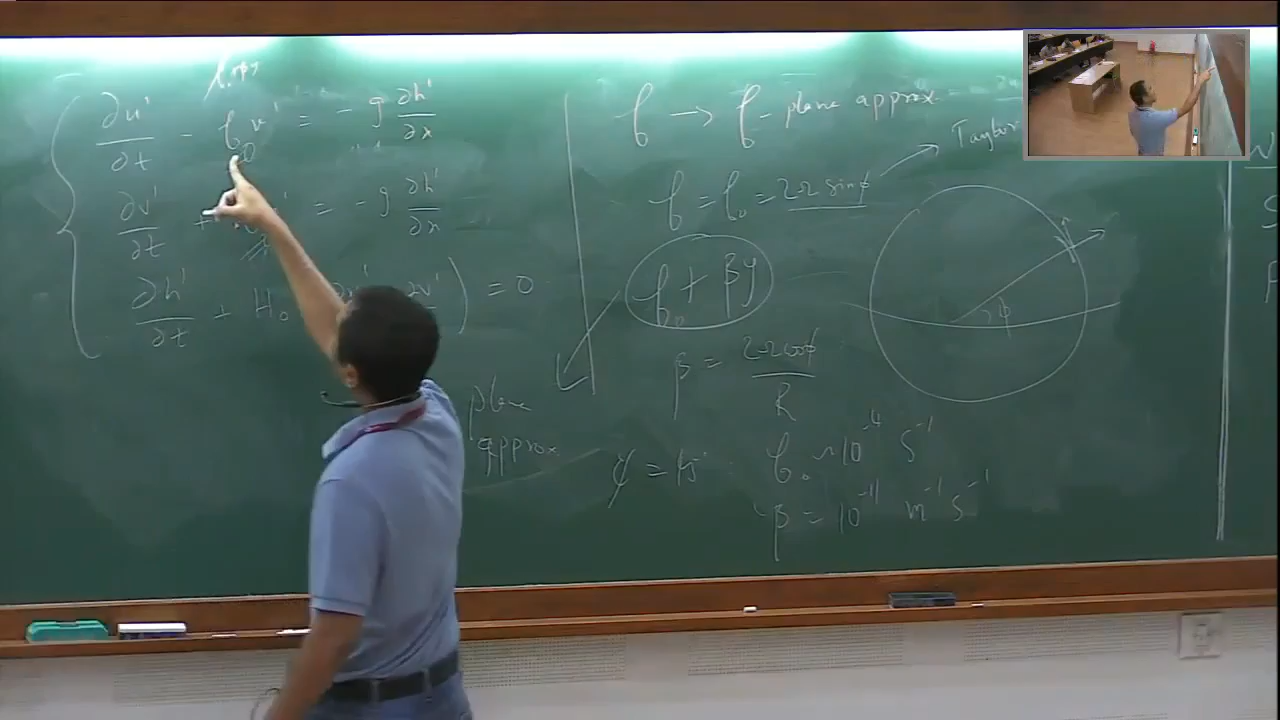 ∂u'/∂t - f₀ v' = -g ∂h'/∂x
∂v'/∂t + = -g ∂h'/∂x
∂h'/∂t + H₀ ∂v'/ ) = 0
plane
approx
f → f-plane approx
f = f₀ = 2Ω sinϕ
Taylor
f₀ + βy
β = 2Ω cosϕ / R
ϕ
ϕ = 45° f₀ ~ 10⁻⁴ s⁻¹
β = 10⁻¹¹ m⁻¹ s⁻¹